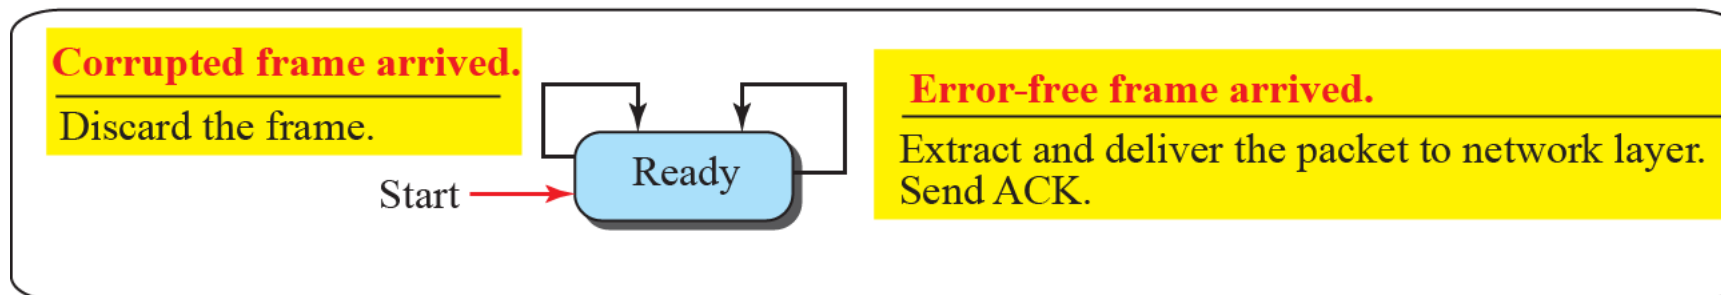 Corrupted frame arrived.
Discard the frame.
Start
Ready
Error-free frame arrived.
Extract and deliver the packet to network layer.
Send ACK.